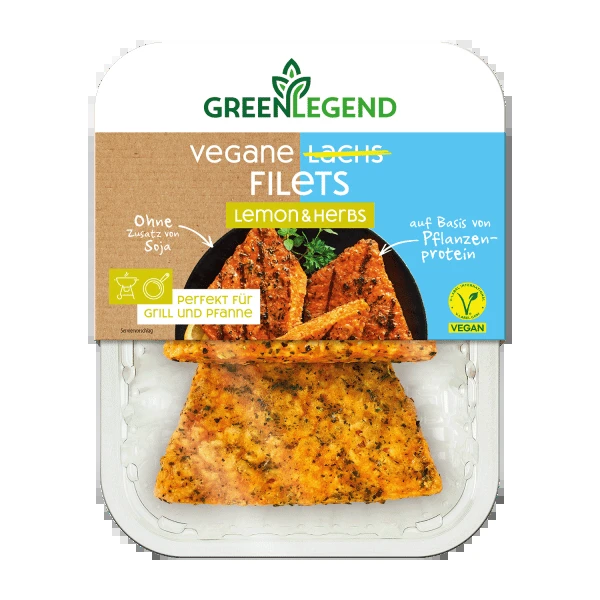 GREENLEGEND
vegane Lachs
FILETS
LEMON & HERBS
Ohne
Zusatz von
Soja
auf Basis von
Pflanzen-
protein
Perfekt für
Grill und Pfanne
Serviervorschlag
VEGAN